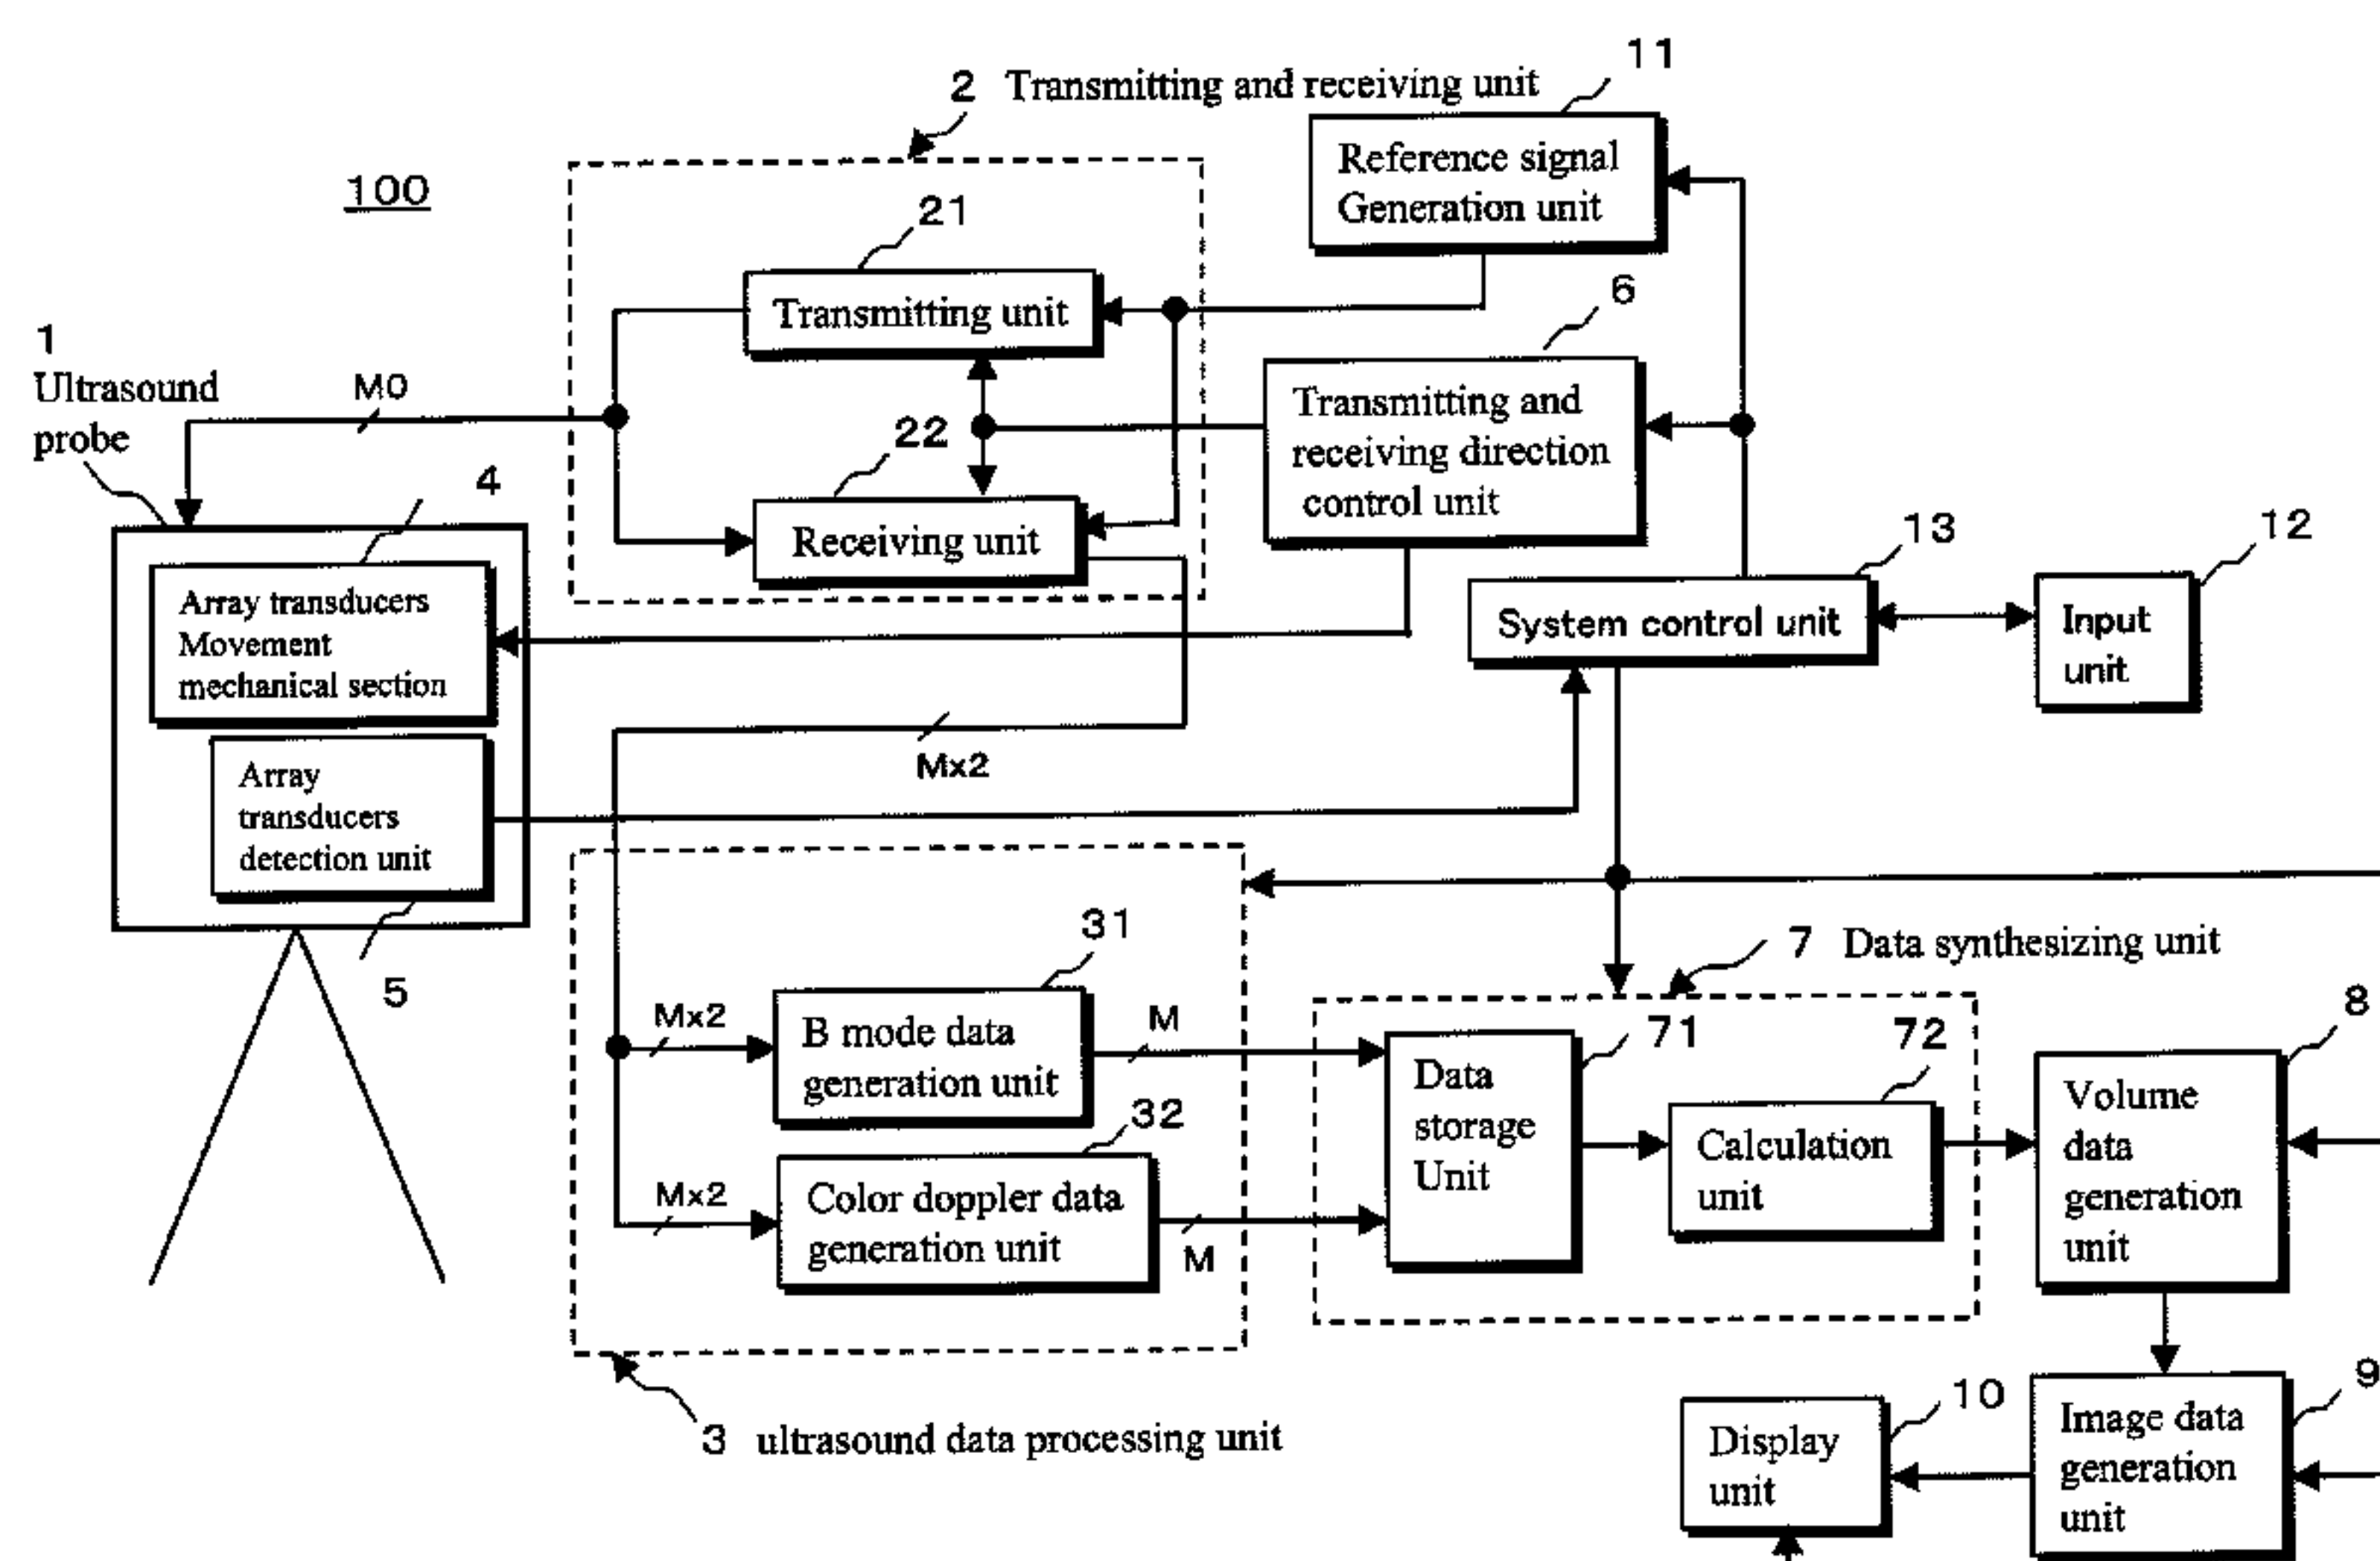 11
2 Transmitting and receiving unit
Reference signal
Generation unit
100
21
6
Transmitting unit
1
Ultrasound
probe
M0
Transmitting and
receiving direction
control unit
22
4
13
12
Receiving unit
Array transducers
Movement
mechanical section
System control unit
Input
unit
Mx2
Array
transducers
detection unit
5
31
7 Data synthesizing unit
8
Mx2
B mode data
generation unit
M
71
72
Data
storage
Unit
Volume
data
generation
unit
32
Calculation
unit
Mx2
Color doppler data
generation unit
M
10
9
3 ultrasound data processing unit
Display
unit
Image data
generation
unit